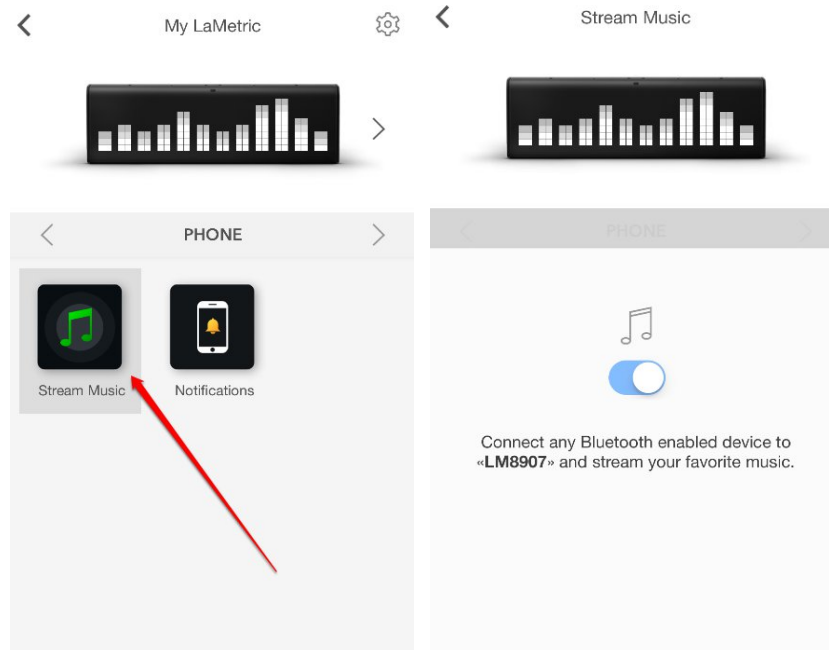 My LaMetric
PHONE
Stream Music
Notifications
Stream Music
PHONE
Connect any Bluetooth enabled device to
«LM8907» and stream your favorite music.